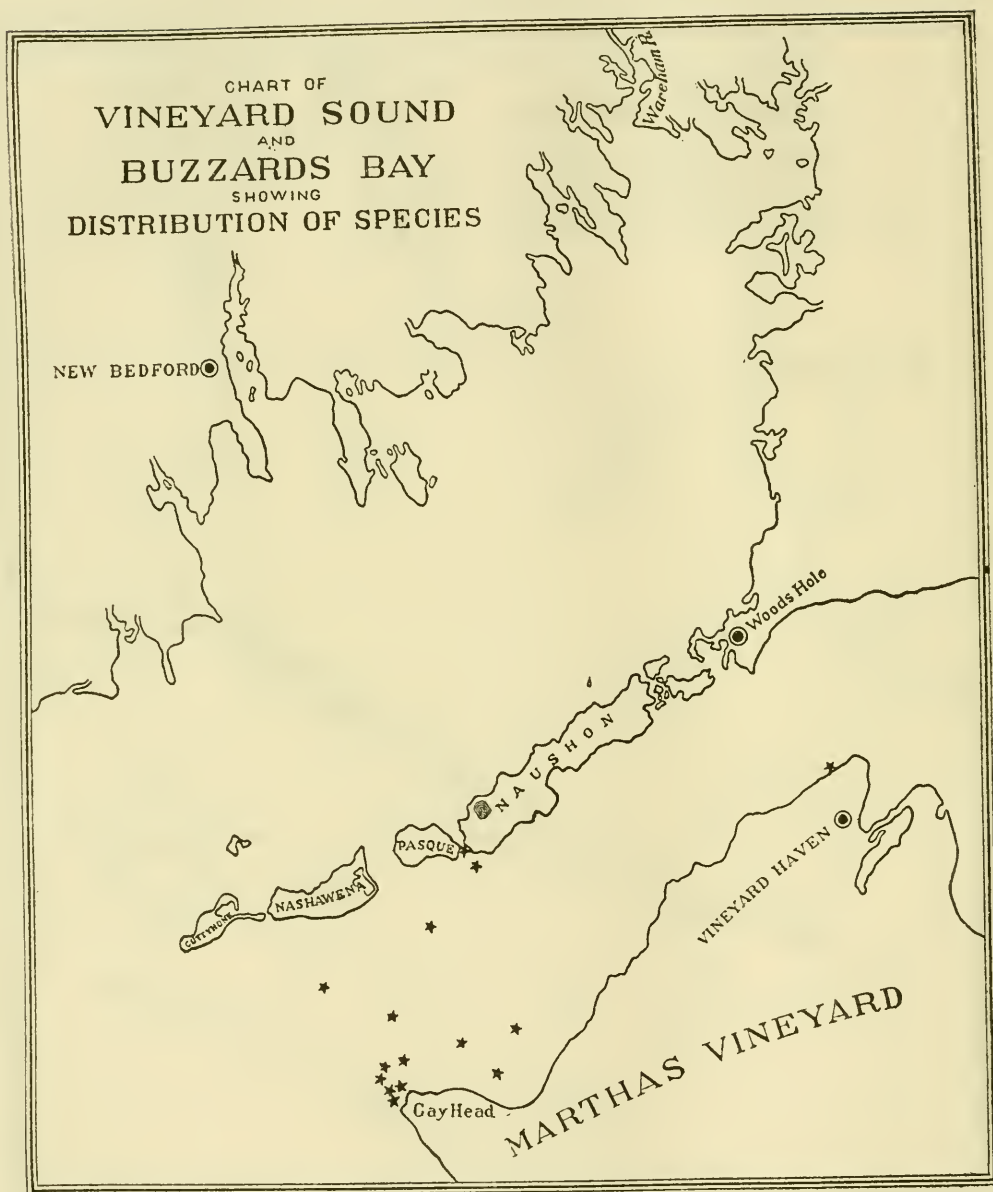 CHART OF
VINEYARD SOUND
AND
BUZZARDS BAY
SHOWING
DISTRIBUTION OF SPECIES
Wareham R.
NEW BEDFORD
Woods Hole
NAUSHON
PASQUE
NASHAWENA
CUTTYHUNK
VINEYARD HAVEN
MARTHAS VINEYARD
Gay Head